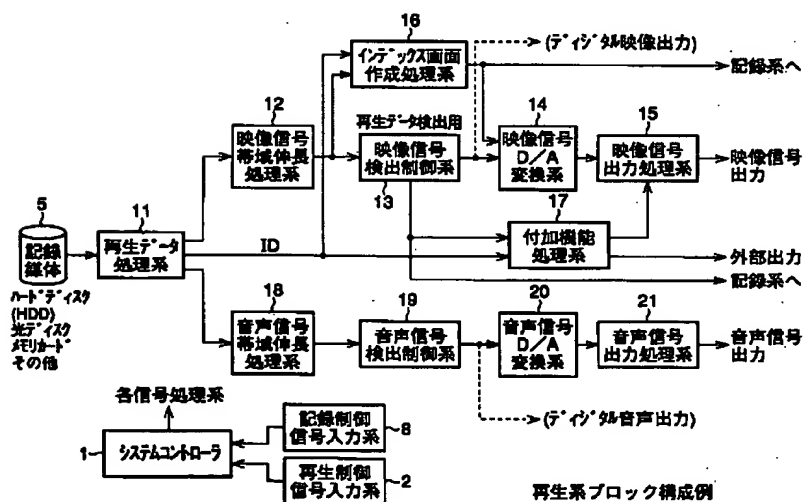 16
インデックス画面
作成処理系
(ディジタル映像出力)
記録系へ
12
映像信号
帯域伸長
処理系
再生データ検出用
映像信号
検出制御系
13
14
映像信号
D/A
変換系
15
映像信号
出力処理系
映像信号
出力
5
記録
媒体
ハードディスク
(HDD)
光ディスク
メモリカード
その他
11
再生データ
処理系
ID
17
付加機能
処理系
外部出力
記録系へ
18
音声信号
帯域伸長
処理系
19
音声信号
検出制御系
20
音声信号
D/A
変換系
21
音声信号
出力処理系
音声信号
出力
(ディジタル音声出力)
各信号処理系
1
システムコントローラ
記録制御
信号入力系
8
再生制御
信号入力系
2
再生系ブロック構成例